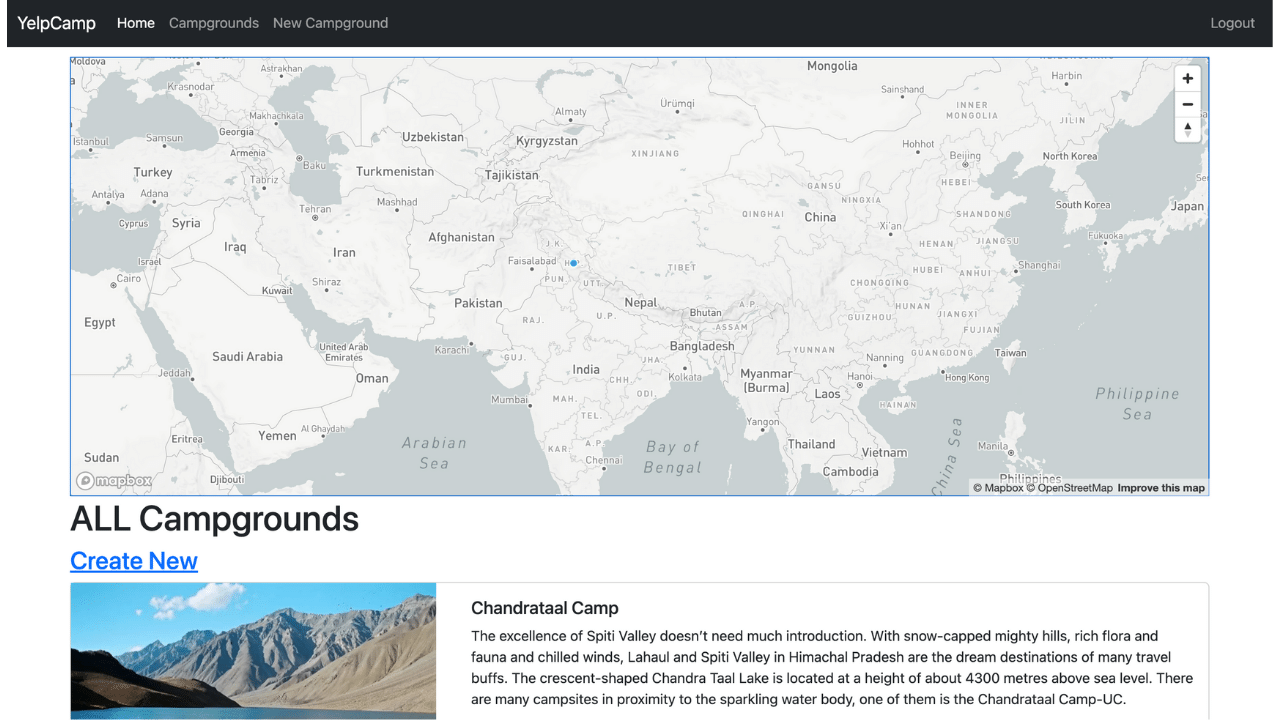 YelpCamp Home Campgrounds New Campground Logout
Moldova
Astrakhan
Mongolia
Krasnodar
Ürümqi
Sainshand
Harbin
Makhachkala
Almaty
INNER
MONGOLIA
JILIN
Istanbul
Samsun
Georgia
Uzbekistan
Kyrgyzstan
Hohhot
Armenia
Baku
XINJIANG
Beijing
North Korea
Turkey
Tabriz
Turkmenistan
Tajikistan
HEBEI
GANSU
NINGXIA
Antalya
Adana
Mashhad
Tehran
QINGHAI
China
SHANDONG
South Korea
Japan
Cyprus
Syria
Xi'an
Iraq
Iran
Afghanistan
J.K.
HENAN
JIANGSU
Fukuoka
Israel
Faisalabad
TIBET
HUBEI
ANHUI
Shanghai
Cairo
Kuwait
Shiraz
PUN.
UTT.
CHONGQING
Pakistan
Nepal
A.P.
HUNAN
JIANGXI
Egypt
RAJ.
U.P.
Bhutan
ASSAM
GUIZHOU
FUJIAN
Saudi Arabia
United Arab
Emirates
Karachi
GUJ.
Bangladesh
YUNNAN
GUANGDONG
Taiwan
Jeddah
Oman
India
JHA.
Kolkata
Nanning
Myanmar
(Burma)
Hanoi
Hong Kong
CHH.
ODI.
Laos
Philippine
Sea
Mumbai
MAH.
HAINAN
TEL.
Yangon
Eritrea
Yemen
Al Ghaydah
Arabian
Sea
KAR.
A.P.
Bay of
Bengal
Thailand
Vietnam
China Sea
Manila
Sudan
Chennai
Cambodia
Djibouti
Philippines
mapbox
© Mapbox © OpenStreetMap Improve this map
ALL Campgrounds
Create New
Chandrataal Camp
The excellence of Spiti Valley doesn't need much introduction. With snow-capped mighty hills, rich flora and
fauna and chilled winds, Lahaul and Spiti Valley in Himachal Pradesh are the dream destinations of many travel
buffs. The crescent-shaped Chandra Taal Lake is located at a height of about 4300 metres above sea level. There
are many campsites in proximity to the sparkling water body, one of them is the Chandrataal Camp-UC.